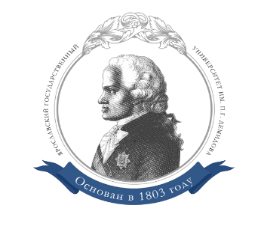 ЯРОСЛАВСКИЙ ГОСУДАРСТВЕННЫЙ
УНИВЕРСИТЕТ ИМ. П.Г. ДЕМИДОВА
Основан в 1803 году